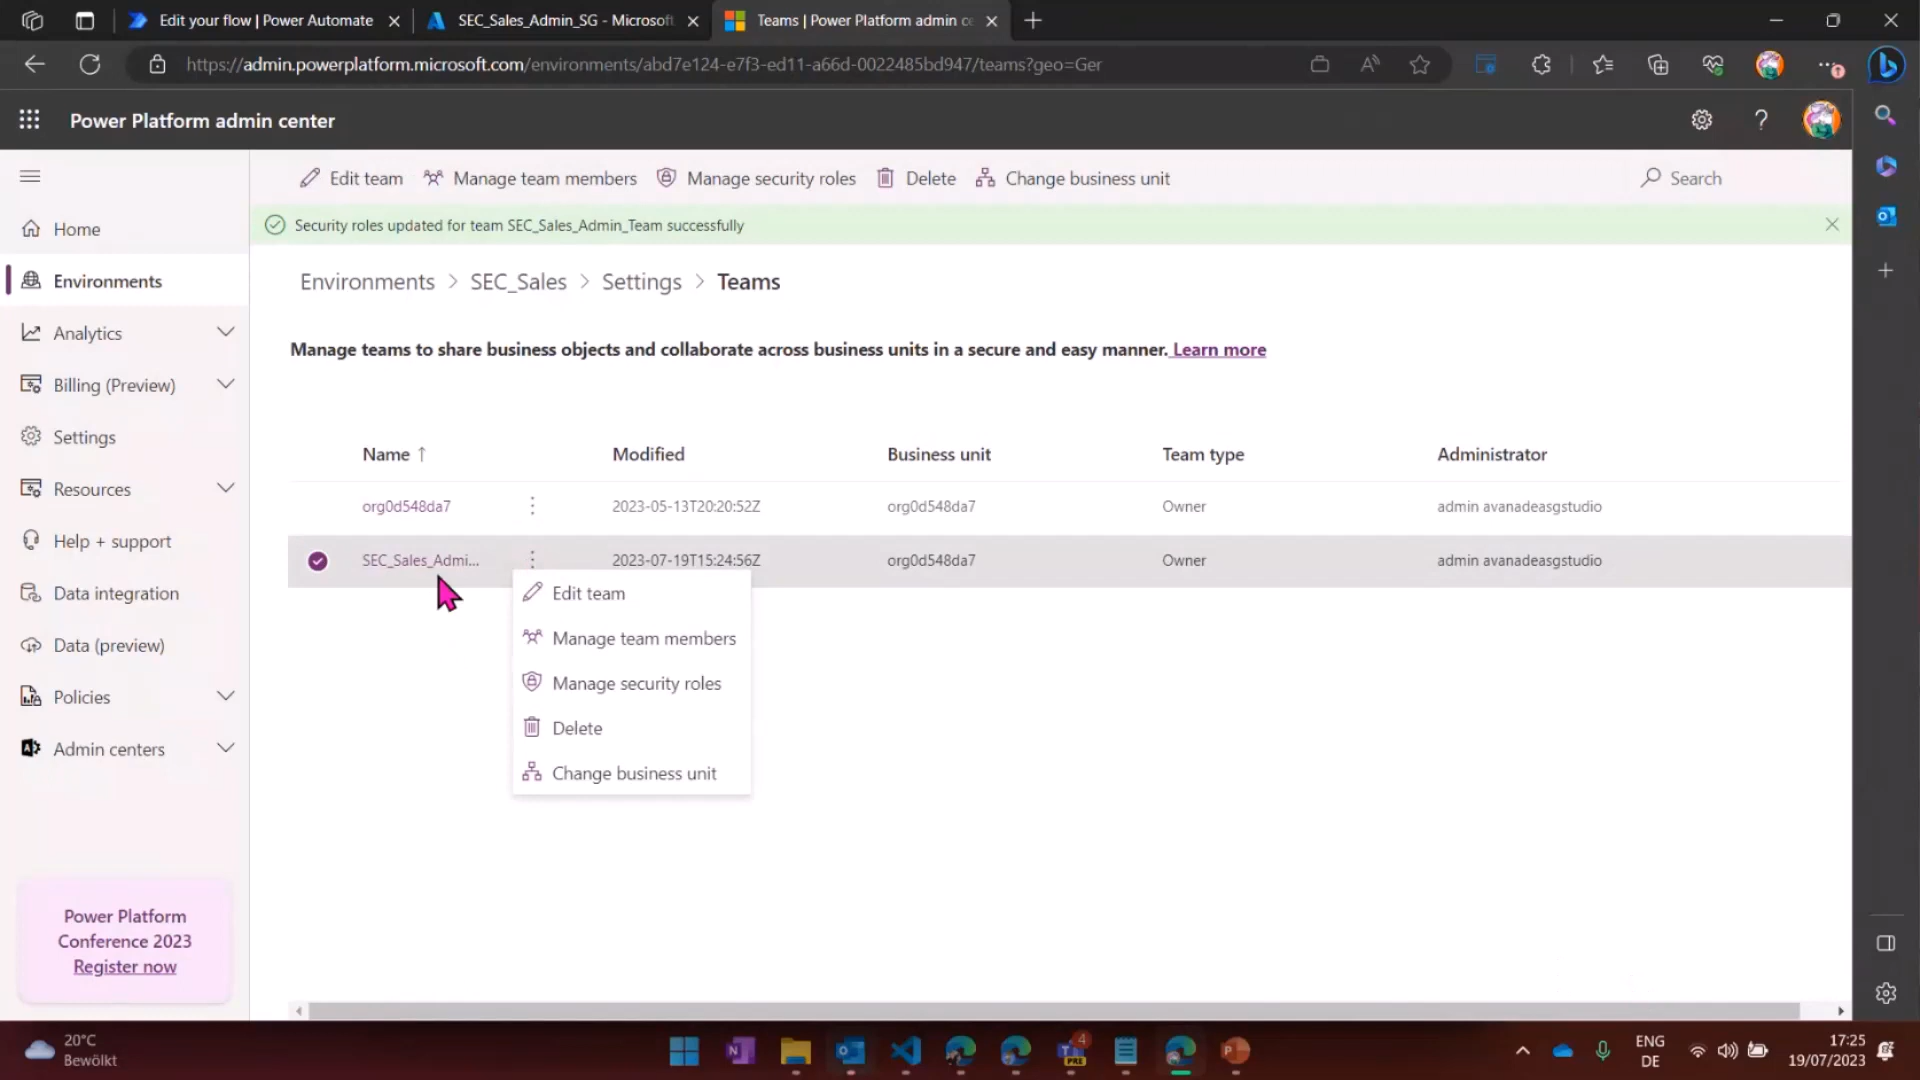 Edit your flow | Power Automate
SEC_Sales_Admin_SG - Microsoft
Teams | Power Platform admin ce
https://admin.powerplatform.microsoft.com/environments/abd7e124-e7f3-ed11-a66d-0022485bd947/teams?geo=Ger
Power Platform admin center
Edit team
Manage team members
Manage security roles
Delete
Change business unit
Search
Security roles updated for team SEC_Sales_Admin_Team successfully
Home
Environments
Analytics
Billing (Preview)
Settings
Resources
Help + support
Data integration
Data (preview)
Policies
Admin centers
Environments > SEC_Sales > Settings > Teams
Manage teams to share business objects and collaborate across business units in a secure and easy manner. Learn more
Name ↑ Modified Business unit Team type Administrator
org0d548da7 2023-05-13T20:20:52Z org0d548da7 Owner admin avanadeasgstudio
SEC_Sales_Admi... 2023-07-19T15:24:56Z org0d548da7 Owner admin avanadeasgstudio
Edit team
Manage team members
Manage security roles
Delete
Change business unit
Power Platform
Conference 2023
Register now
20°C
Bewölkt
4
PRE
ENG
DE
17:25
19/07/2023